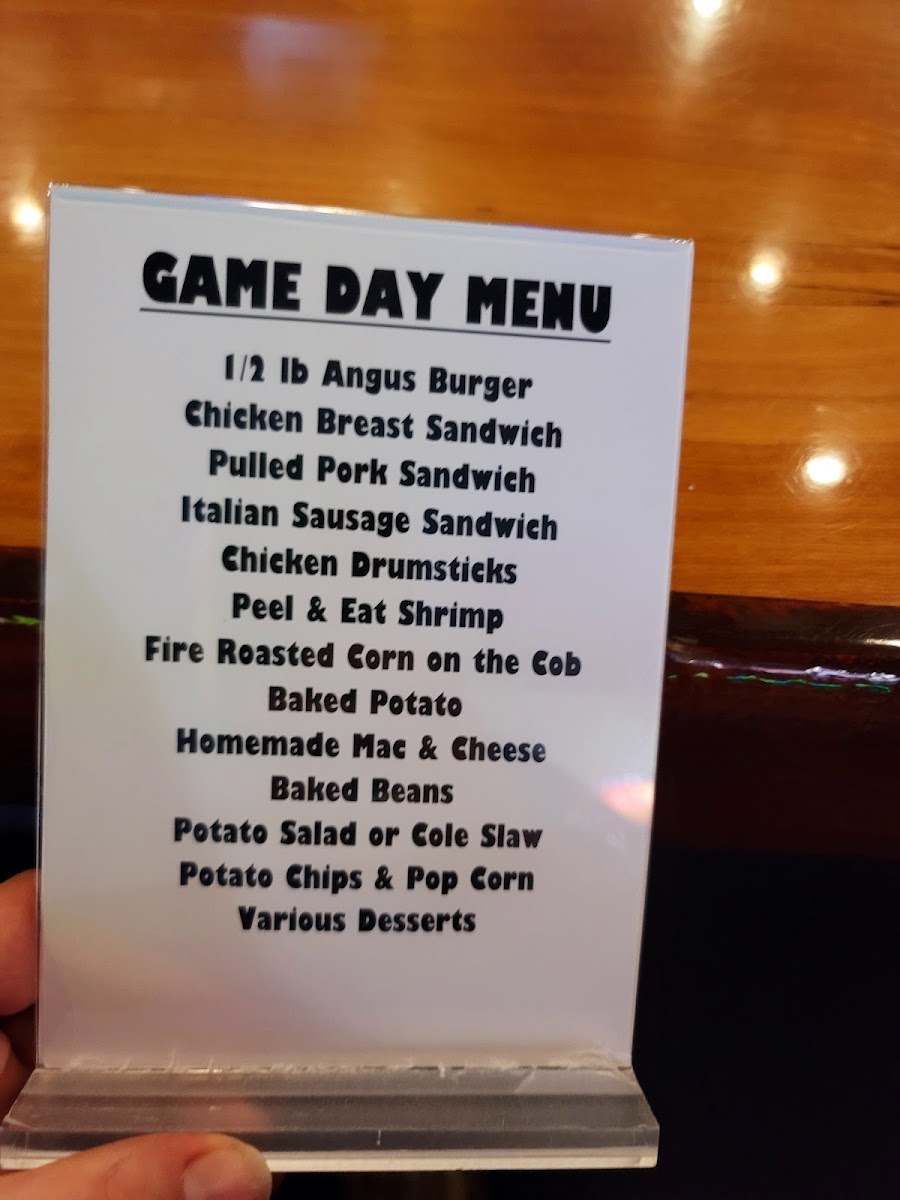 GAME DAY MENU
1/2 lb Angus Burger
Chicken Breast Sandwich
Pulled Pork Sandwich
Italian Sausage Sandwich
Chicken Drumsticks
Peel & Eat Shrimp
Fire Roasted Corn on the Cob
Baked Potato
Homemade Mac & Cheese
Baked Beans
Potato Salad or Cole Slaw
Potato Chips & Pop Corn
Various Desserts